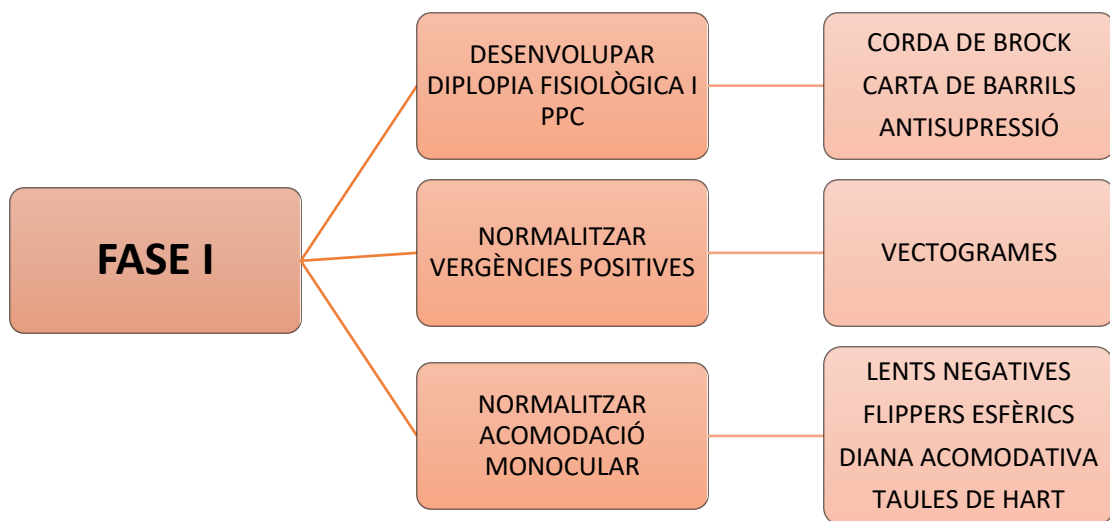 FASE I
DESENVOLUPAR
DIPLOPIA FISIOLÒGICA I
PPC
CORDA DE BROCK
CARTA DE BARRILS
ANTISUPRESSIÓ
NORMALITZAR
VERGÈNCIES POSITIVES
VECTOGRAMES
NORMALITZAR
ACOMODACIÓ
MONOCULAR
LENTS NEGATIVES
FLIPPERS ESFÈRICS
DIANA ACOMODATIVA
TAULES DE HART